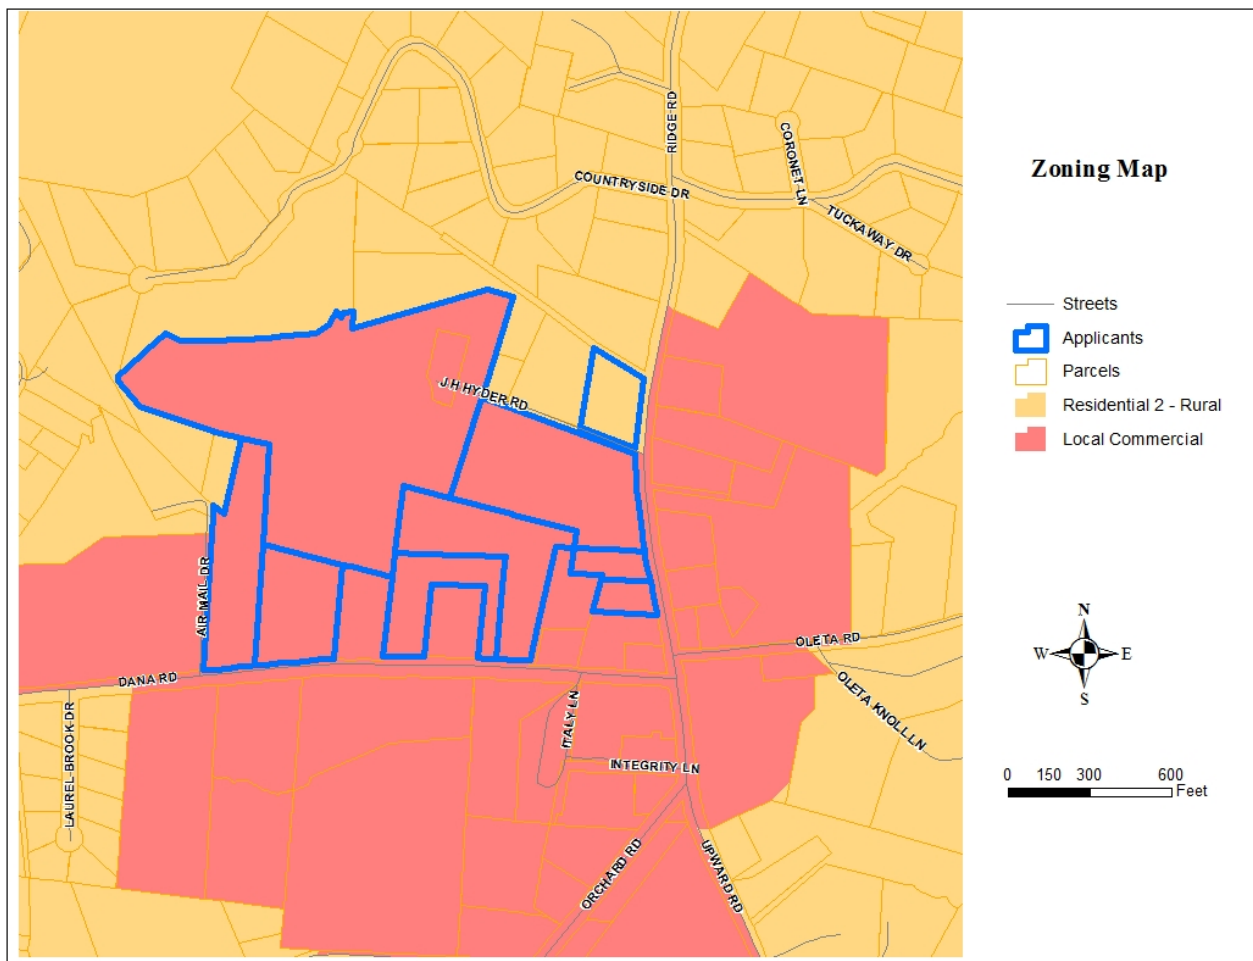 RIDGE RD
CORONET LN
COUNTRYSIDE DR
TUCKAWAY DR
Zoning Map
Streets
Applicants
Parcels
Residential 2 - Rural
Local Commercial
J H HYDER RD
AIR MAIL DR
DANA RD
OLETA RD
OLETA KNOLL LN
LAUREL BROOK DR
ITALY LN
INTEGRITY LN
ORCHARD RD
UPWARD RD
N
W E
S
0 150 300 600
Feet